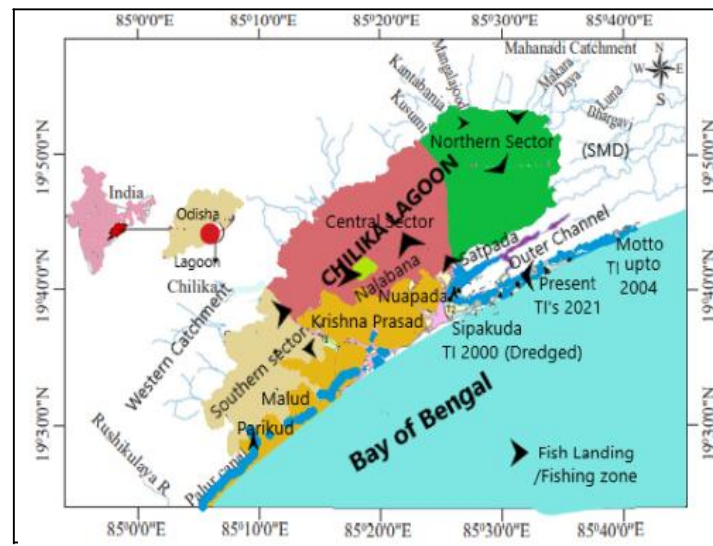 85°0'0"E 85°10'0"E 85°20'0"E 85°30'0"E 85°40'0"E
Mahanadi Catchment
N
W E
S
Mangalajodi
Kantabania
Kusumi
Makara
Daya
Luna
Bhargavi
(SMD)
19°50'0"N
19°40'0"N
19°30'0"N
Northern Sector
India
Odisha
Lagoon
Chilika
Central Sector
CHILIKA LAGOON
Nalabana
Nuapada
Satpada
Outer Channel
Motto
TI upto
2004
Present
TI's 2021
Sipakuda
TI 2000 (Dredged)
Western Catchment
Krishna Prasad
Southern sector
Malud
Parikud
Palur canal
Rushikulaya R.
Bay of Bengal
Fish Landing
/Fishing zone
19°50'0"N
19°40'0"N
19°30'0"N
85°0'0"E 85°10'0"E 85°20'0"E 85°30'0"E 85°40'0"E